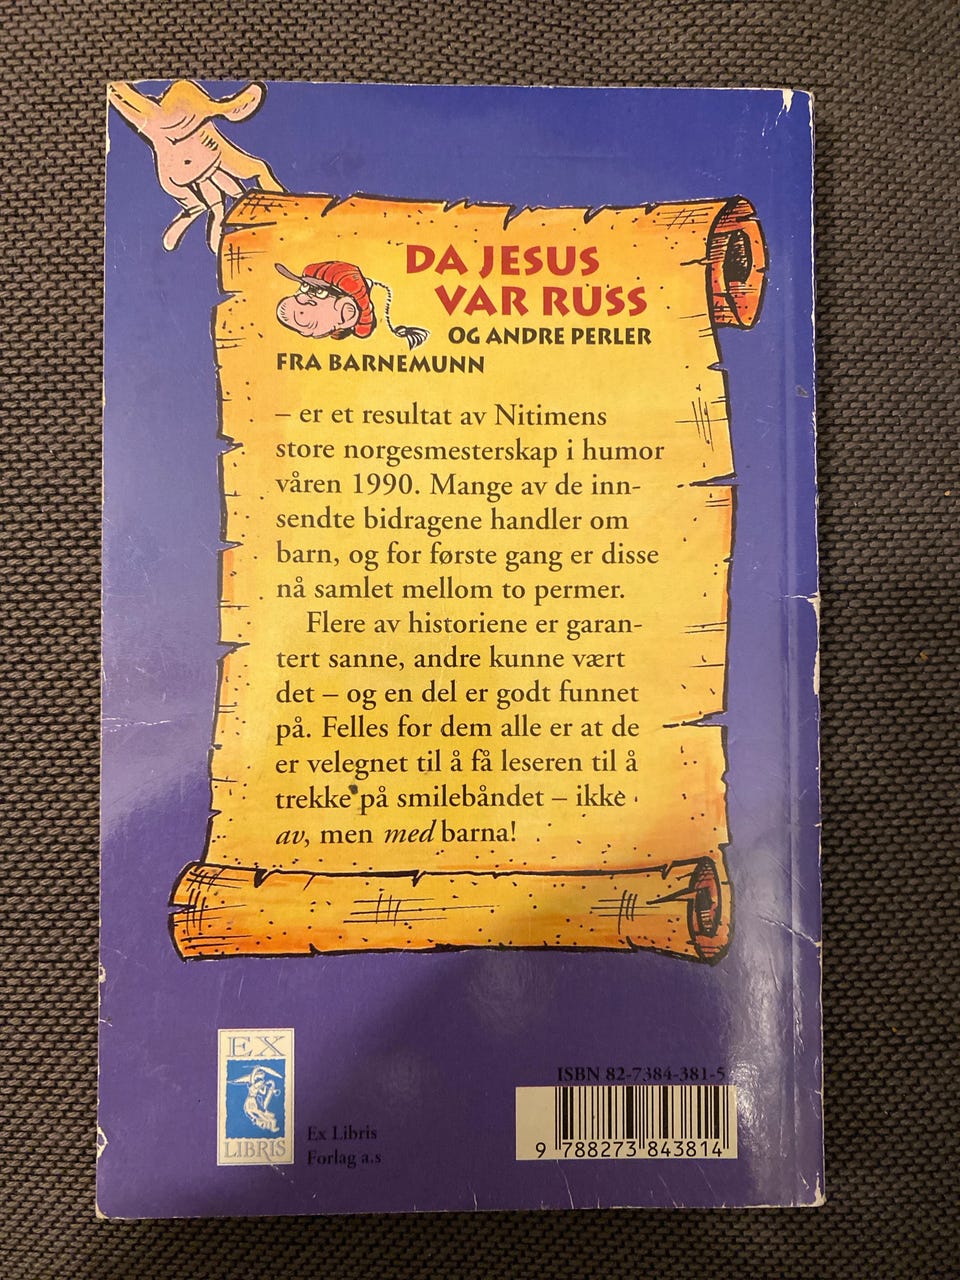 DA JESUS
VAR RUSS
OG ANDRE PERLER
FRA BARNEMUNN
– er et resultat av Nitimens
store norgesmesterskap i humor
våren 1990. Mange av de inn-
sendte bidragene handler om
barn, og for første gang er disse
nå samlet mellom to permer.
Flere av historiene er garan-
tert sanne, andre kunne vært
det – og en del er godt funnet
på. Felles for dem alle er at de
er velegnet til å få leseren til å
trekke på smilebåndet – ikke
av, men med barna!
EX
LIBRIS
Ex Libris
Forlag a.s
ISBN 82-7384-381-5
9 788273 843814